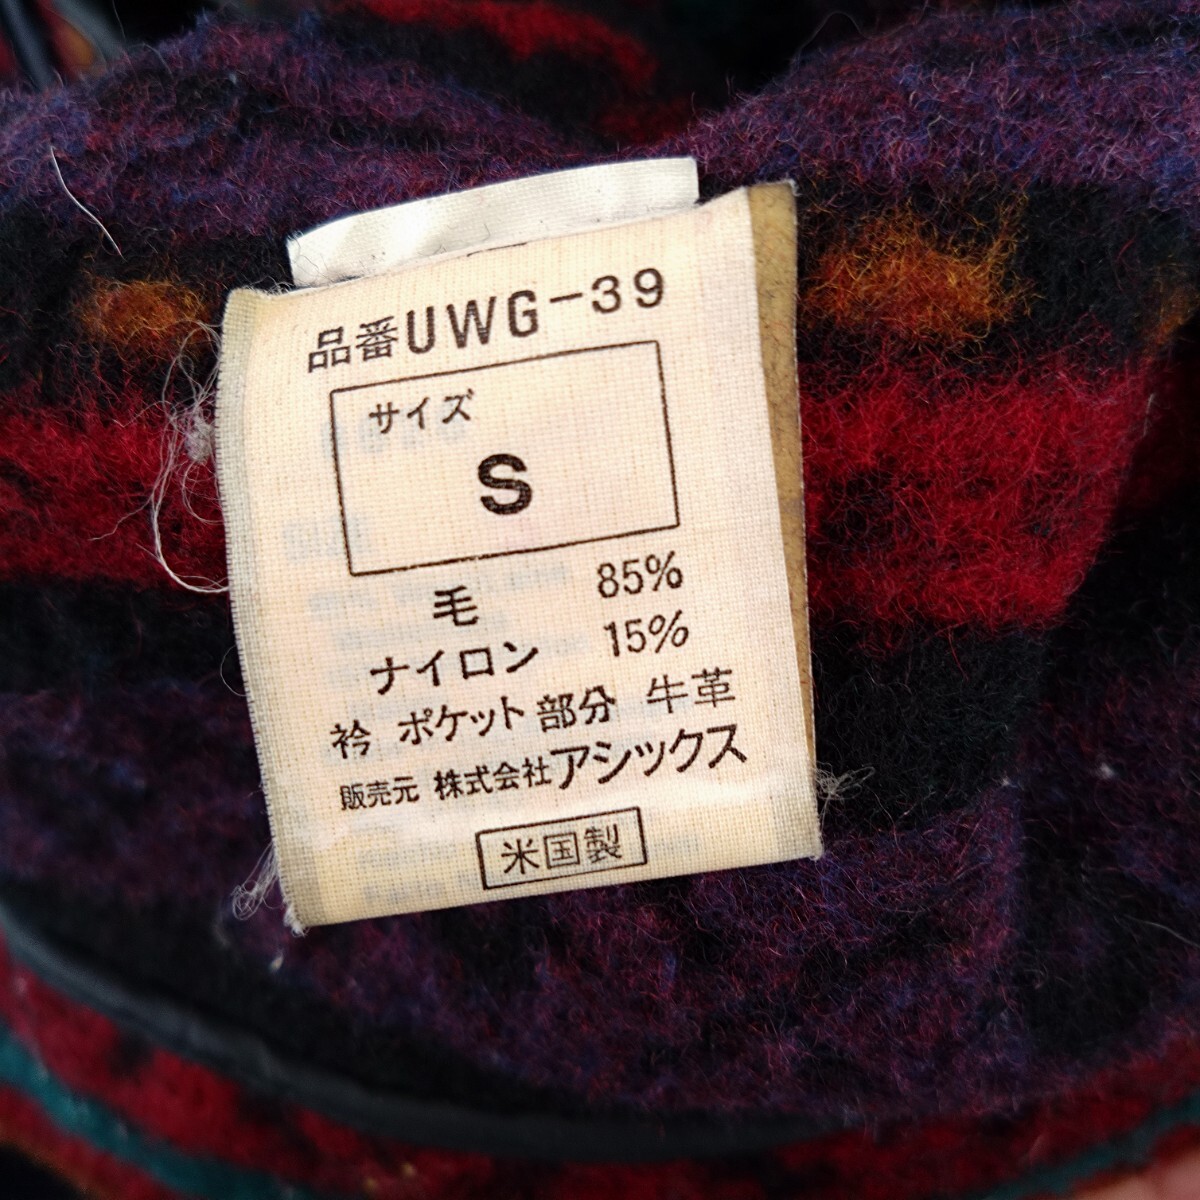 品番UWG-39
サイズ
S
毛 85%
ナイロン 15%
衿 ポケット部分 牛革
販売元 株式会社アシックス
米国製